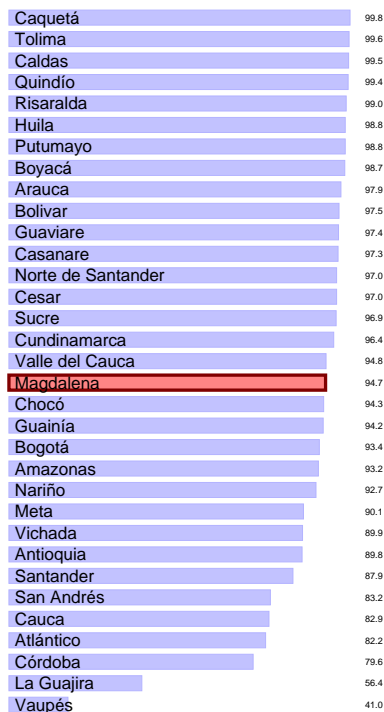 Caquetá 99.8
Tolima 99.6
Caldas 99.5
Quindío 99.4
Risaralda 99.0
Huila 98.8
Putumayo 98.8
Boyacá 98.7
Arauca 97.9
Bolivar 97.5
Guaviare 97.4
Casanare 97.3
Norte de Santander 97.0
Cesar 97.0
Sucre 96.9
Cundinamarca 96.4
Valle del Cauca 94.8
Magdalena 94.7
Chocó 94.3
Guainía 94.2
Bogotá 93.4
Amazonas 93.2
Nariño 92.7
Meta 90.1
Vichada 89.9
Antioquia 89.8
Santander 87.9
San Andrés 83.2
Cauca 82.9
Atlántico 82.2
Córdoba 79.6
La Guajira 56.4
Vaupés 41.0